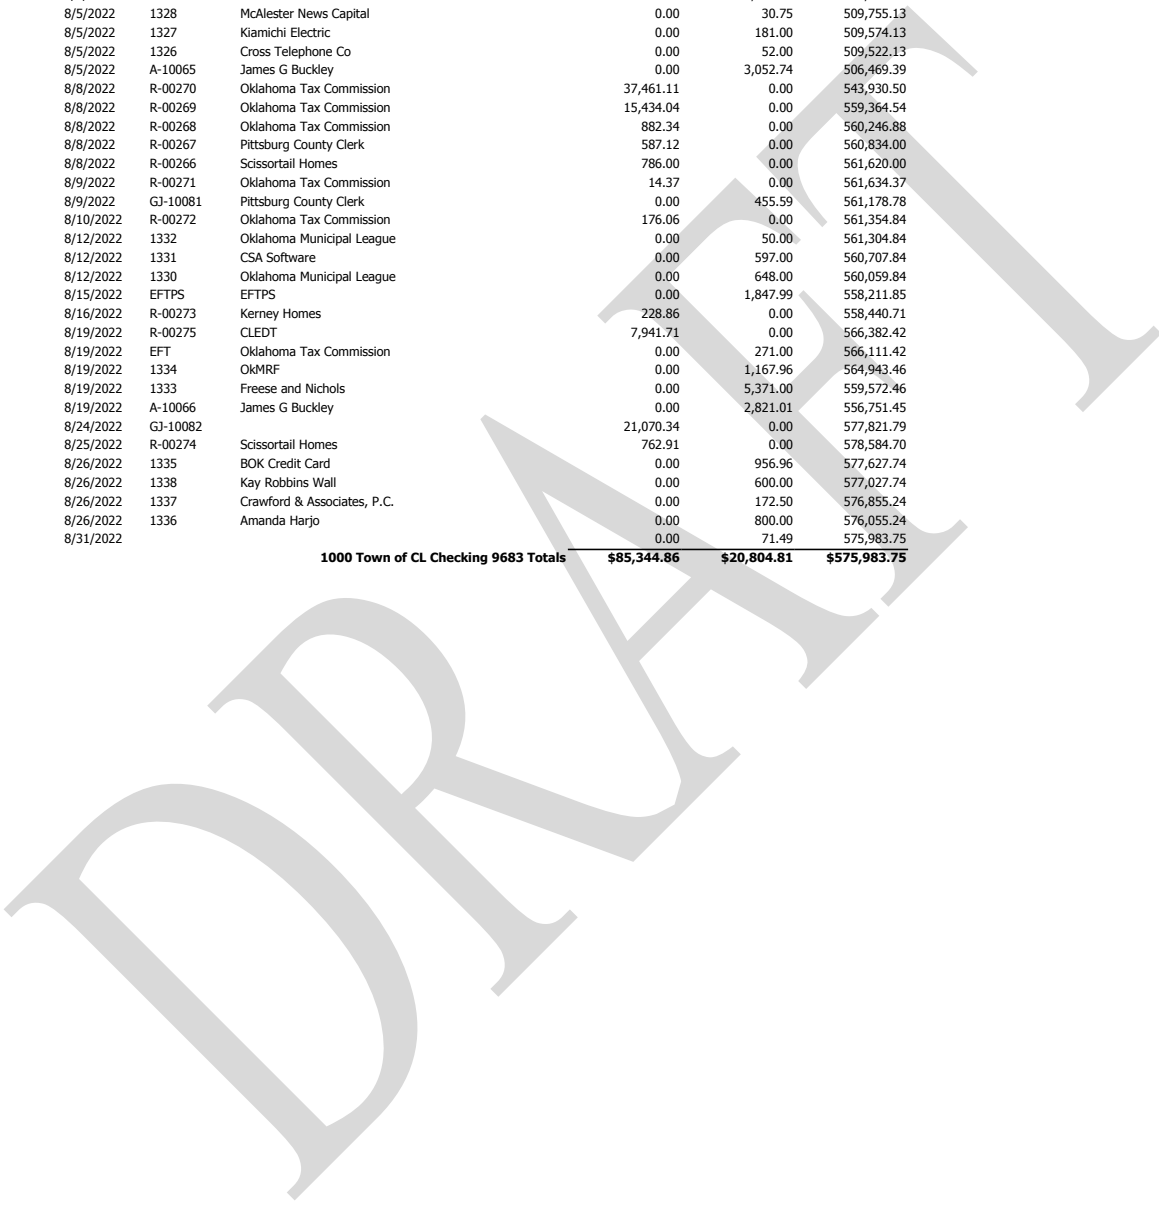 8/5/2022 1328 McAlester News Capital 0.00 30.75 509,755.13
8/5/2022 1327 Kiamichi Electric 0.00 181.00 509,574.13
8/5/2022 1326 Cross Telephone Co 0.00 52.00 509,522.13
8/5/2022 A-10065 James G Buckley 0.00 3,052.74 506,469.39
8/8/2022 R-00270 Oklahoma Tax Commission 37,461.11 0.00 543,930.50
8/8/2022 R-00269 Oklahoma Tax Commission 15,434.04 0.00 559,364.54
8/8/2022 R-00268 Oklahoma Tax Commission 882.34 0.00 560,246.88
8/8/2022 R-00267 Pittsburg County Clerk 587.12 0.00 560,834.00
8/8/2022 R-00266 Scissortail Homes 786.00 0.00 561,620.00
8/9/2022 R-00271 Oklahoma Tax Commission 14.37 0.00 561,634.37
8/9/2022 GJ-10081 Pittsburg County Clerk 0.00 455.59 561,178.78
8/10/2022 R-00272 Oklahoma Tax Commission 176.06 0.00 561,354.84
8/12/2022 1332 Oklahoma Municipal League 0.00 50.00 561,304.84
8/12/2022 1331 CSA Software 0.00 597.00 560,707.84
8/12/2022 1330 Oklahoma Municipal League 0.00 648.00 560,059.84
8/15/2022 EFTPS EFTPS 0.00 1,847.99 558,211.85
8/16/2022 R-00273 Kerney Homes 228.86 0.00 558,440.71
8/19/2022 R-00275 CLEDT 7,941.71 0.00 566,382.42
8/19/2022 EFT Oklahoma Tax Commission 0.00 271.00 566,111.42
8/19/2022 1334 OkMRF 0.00 1,167.96 564,943.46
8/19/2022 1333 Freese and Nichols 0.00 5,371.00 559,572.46
8/19/2022 A-10066 James G Buckley 0.00 2,821.01 556,751.45
8/24/2022 GJ-10082 21,070.34 0.00 577,821.79
8/25/2022 R-00274 Scissortail Homes 762.91 0.00 578,584.70
8/26/2022 1335 BOK Credit Card 0.00 956.96 577,627.74
8/26/2022 1338 Kay Robbins Wall 0.00 600.00 577,027.74
8/26/2022 1337 Crawford & Associates, P.C. 0.00 172.50 576,855.24
8/26/2022 1336 Amanda Harjo 0.00 800.00 576,055.24
8/31/2022 0.00 71.49 575,983.75
1000 Town of CL Checking 9683 Totals $85,344.86 $20,804.81 $575,983.75
DRAFT